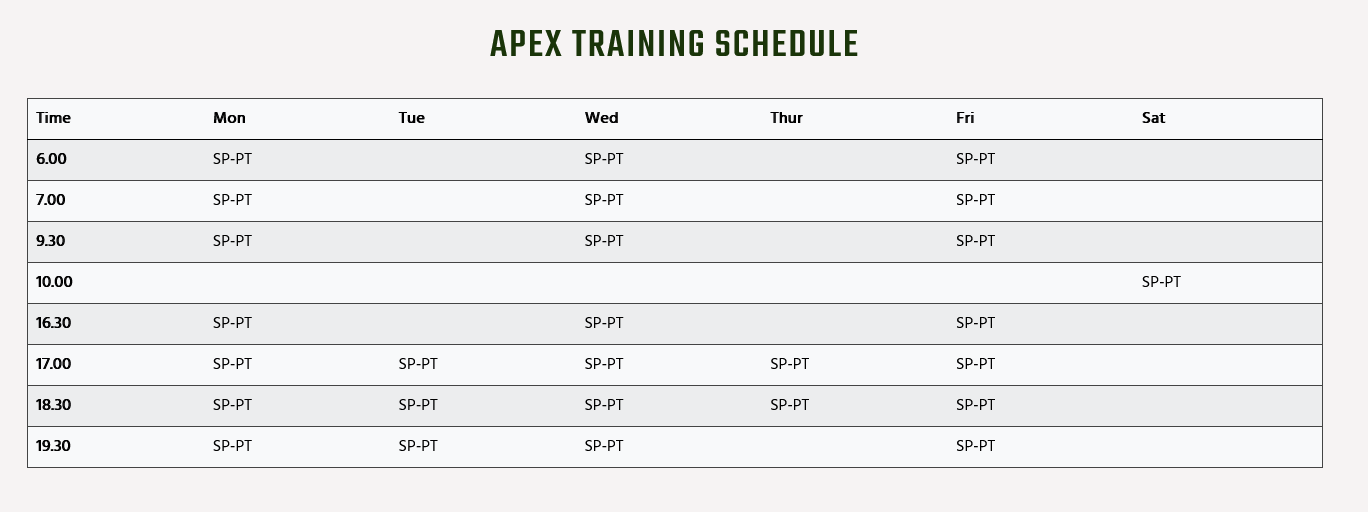 APEX TRAINING SCHEDULE
Time Mon Tue Wed Thur Fri Sat
6.00 SP-PT SP-PT SP-PT
7.00 SP-PT SP-PT SP-PT
9.30 SP-PT SP-PT SP-PT
10.00 SP-PT
16.30 SP-PT SP-PT SP-PT
17.00 SP-PT SP-PT SP-PT SP-PT SP-PT
18.30 SP-PT SP-PT SP-PT SP-PT SP-PT
19.30 SP-PT SP-PT SP-PT SP-PT